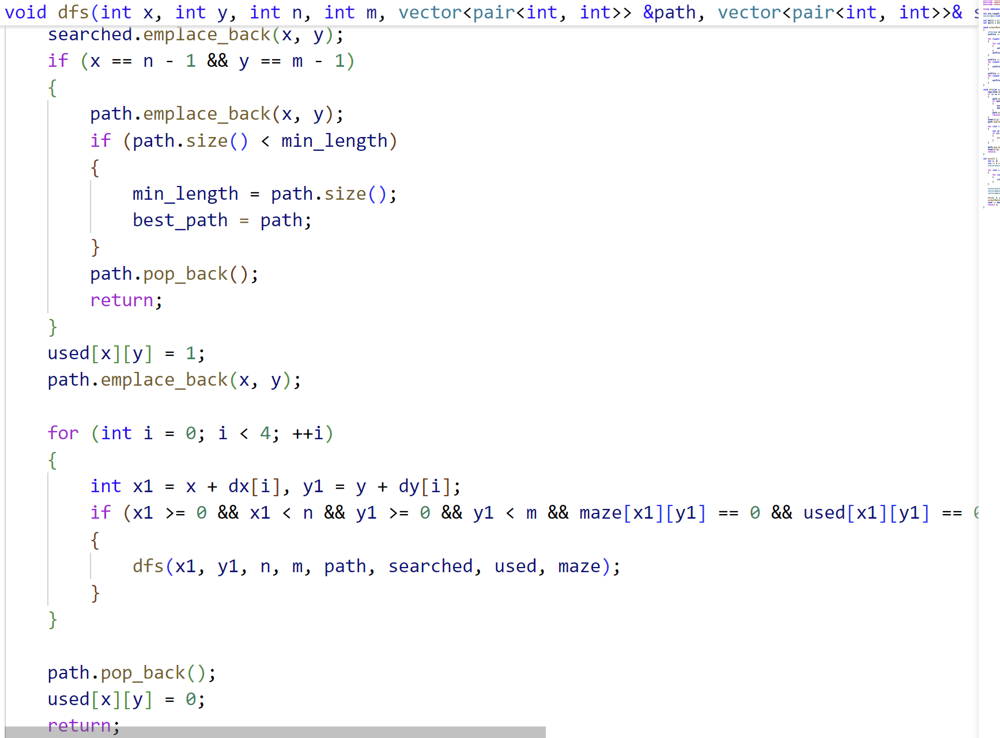 void dfs(int x, int y, int n, int m, vector<pair<int, int>> &path, vector<pair<int, int>>&
searched.emplace_back(x, y);
if (x == n - 1 && y == m - 1)
{
path.emplace_back(x, y);
if (path.size() < min_length)
{
min_length = path.size();
best_path = path;
}
path.pop_back();
return;
}
used[x][y] = 1;
path.emplace_back(x, y);
for (int i = 0; i < 4; ++i)
{
int x1 = x + dx[i], y1 = y + dy[i];
if (x1 >= 0 && x1 < n && y1 >= 0 && y1 < m && maze[x1][y1] == 0 && used[x1][y1] == 0
{
dfs(x1, y1, n, m, path, searched, used, maze);
}
}
path.pop_back();
used[x][y] = 0;
return;